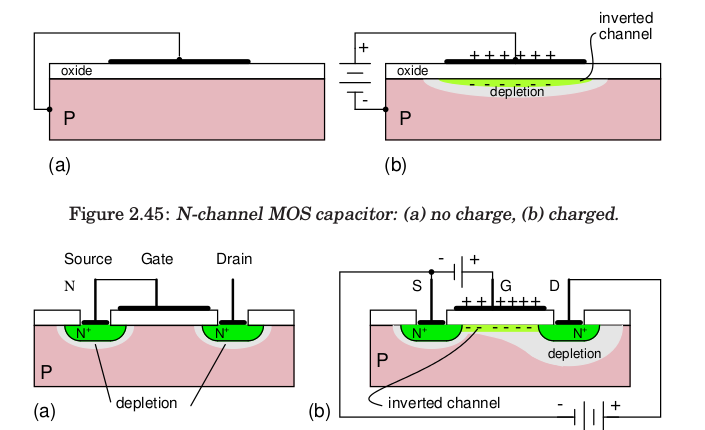 inverted
channel
+
+ + + + + +
oxide
oxide
- - - - - -
depletion
-
P
P
(a)
(b)
Figure 2.45: N-channel MOS capacitor: (a) no charge, (b) charged.
Source Gate Drain
N
- +
S G D
+ + ++++
N+ N+
N+ N+
- - - - - -
P
P
depletion
(a)
depletion
(b)
inverted channel
- +